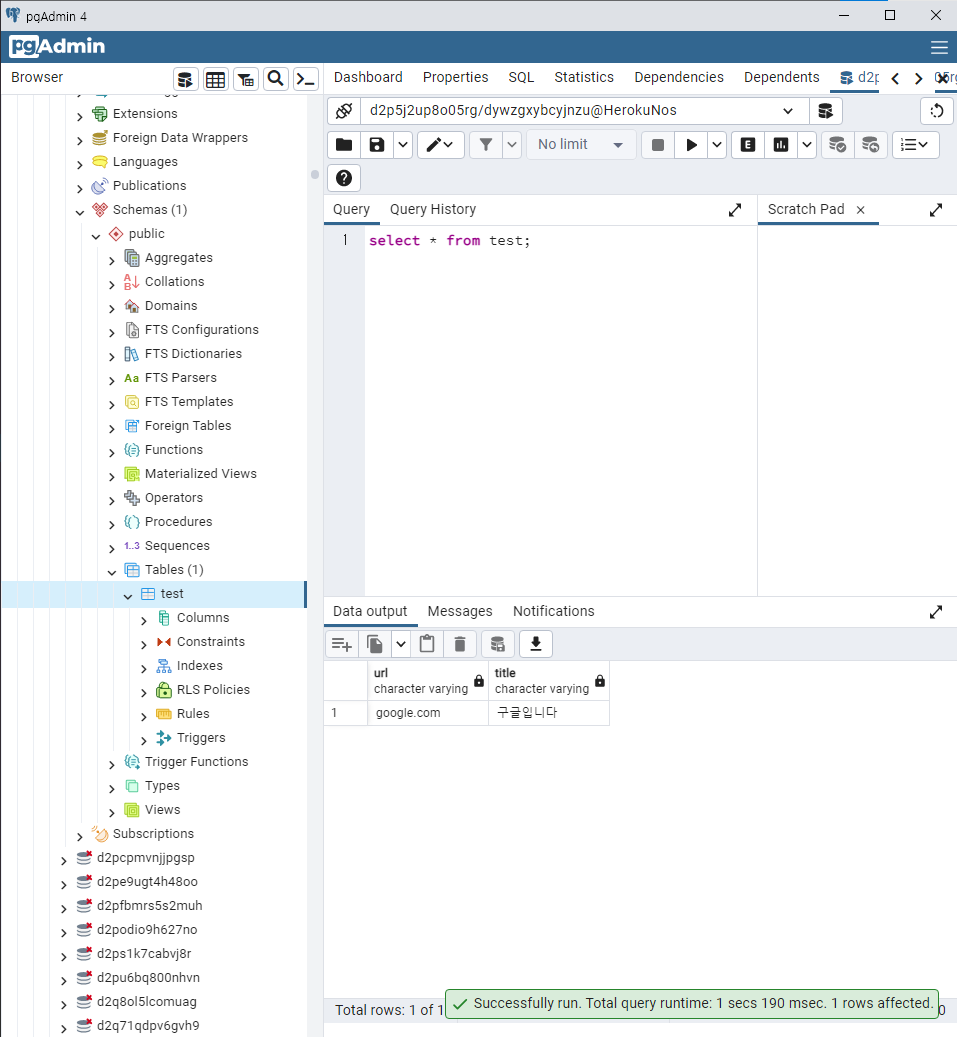 pgAdmin 4
pgAdmin
Browser
Dashboard Properties SQL Statistics Dependencies Dependents
Extensions
Foreign Data Wrappers
Languages
Publications
Schemas (1)
public
Aggregates
Collations
Domains
FTS Configurations
FTS Dictionaries
Aa FTS Parsers
FTS Templates
Foreign Tables
Functions
Materialized Views
Operators
Procedures
1..3 Sequences
Tables (1)
test
Columns
Constraints
Indexes
RLS Policies
Rules
Triggers
Trigger Functions
Types
Views
Subscriptions
d2pcpmvnjjpgsp
d2pe9ugt4h48oo
d2pfbmrs5s2muh
d2podio9h627no
d2ps1k7cabvj8r
d2pu6bq800nhvn
d2q8ol5lcomuag
d2q71qdpv6gvh9
d2p5j2up8o05rg/dywzgxybcyjnzu@HerokuNos
No limit
E
Query Query History
Scratch Pad
1 select * from test;
Data output Messages Notifications
url title
character varying character varying
1 google.com 구글입니다
Total rows: 1 of 1
Successfully run. Total query runtime: 1 secs 190 msec. 1 rows affected.